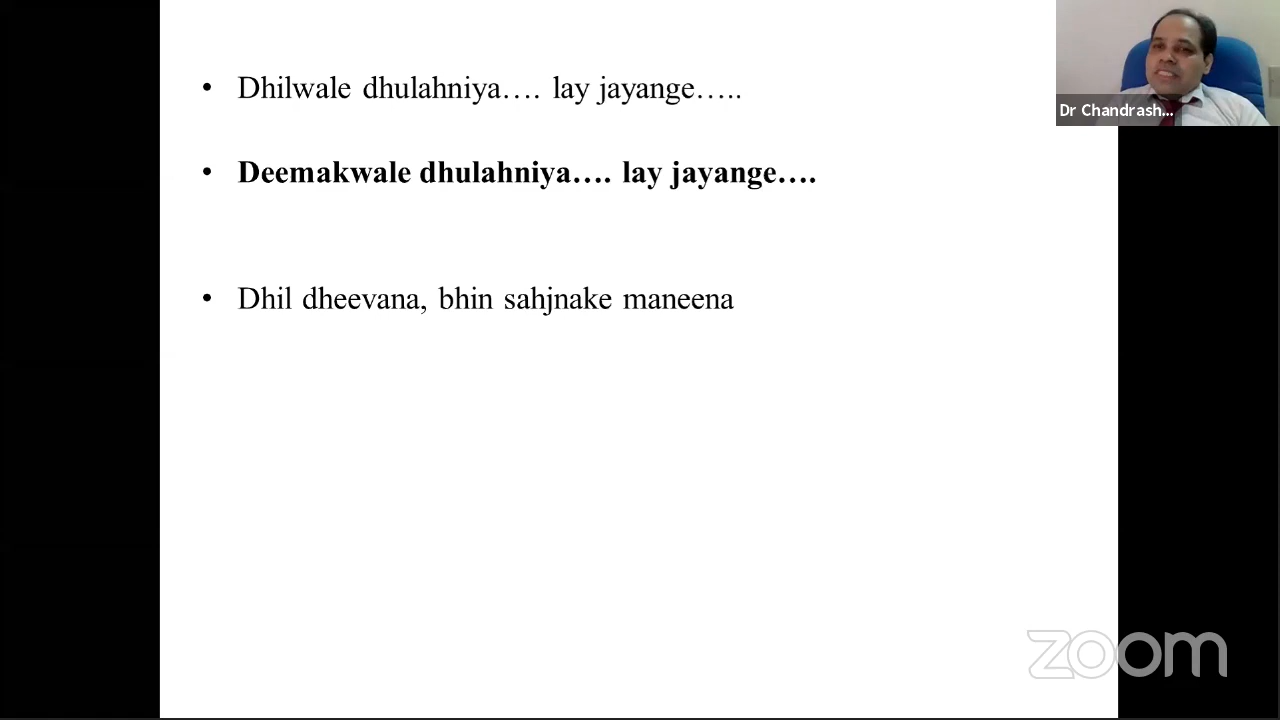 Dr Chandrash...
• Dhilwale dhulahniya…. lay jayange…..
• Deemakwale dhulahniya…. lay jayange….
• Dhil dheevana, bhin sahjnake maneena
zoom